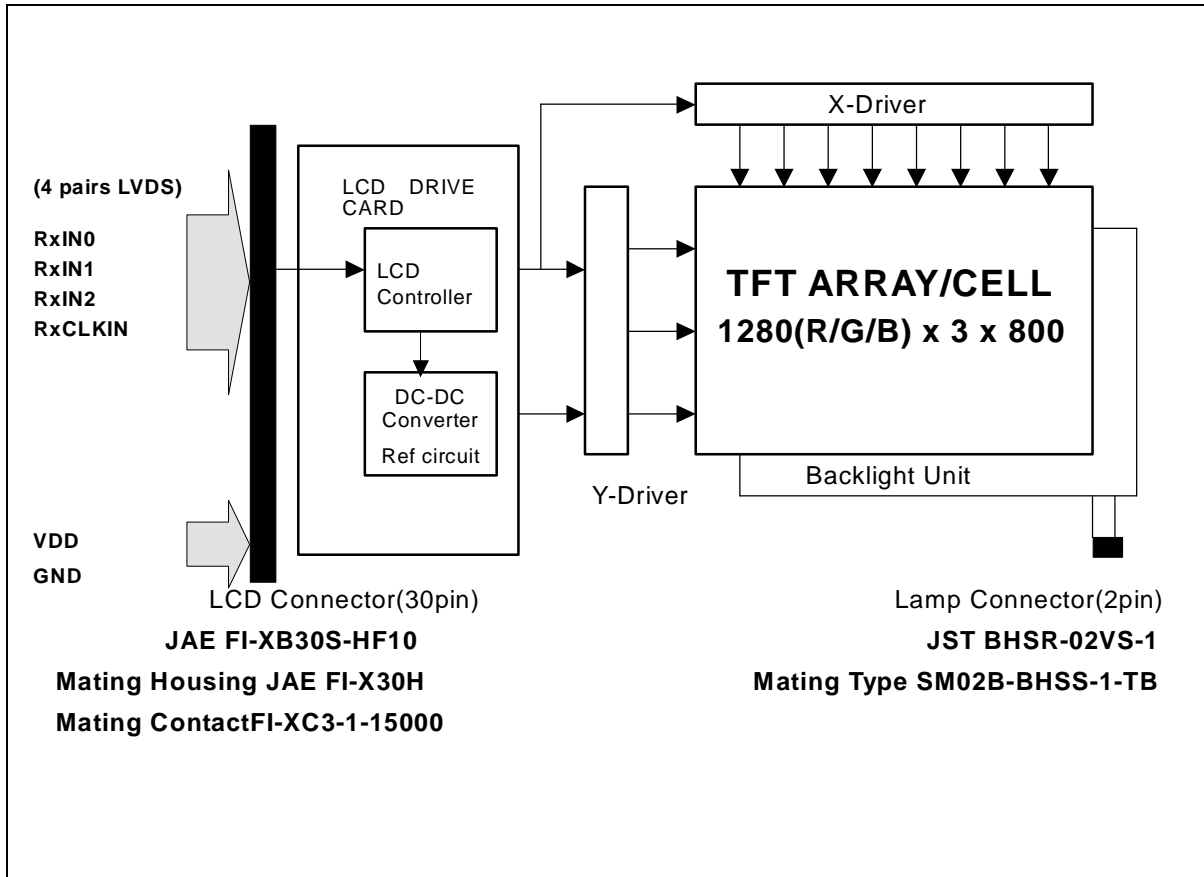 X-Driver
(4 pairs LVDS)
RxIN0
RxIN1
RxIN2
RxCLKIN
LCD DRIVE
CARD
LCD
Controller
DC-DC
Converter
Ref circuit
TFT ARRAY/CELL
1280(R/G/B) x 3 x 800
Backlight Unit
Y-Driver
VDD
GND
LCD Connector(30pin)
JAE FI-XB30S-HF10
Mating Housing JAE FI-X30H
Mating ContactFI-XC3-1-15000
Lamp Connector(2pin)
JST BHSR-02VS-1
Mating Type SM02B-BHSS-1-TB